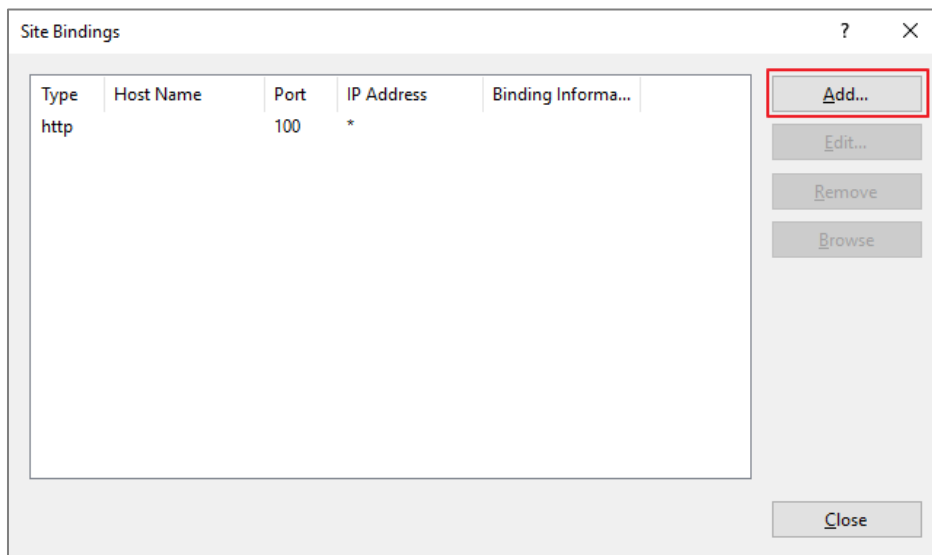 Site Bindings ?
Type Host Name Port IP Address Binding Informa...
http 100 *
Add...
Edit...
Remove
Browse
Close